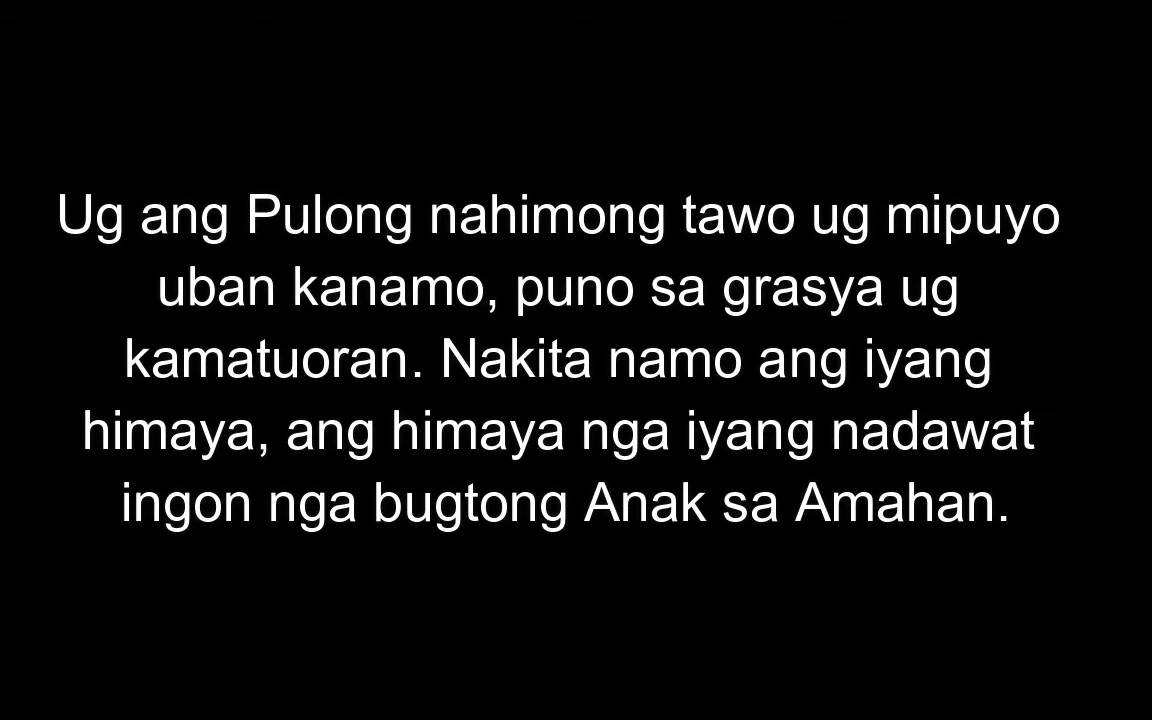 Ug ang Pulong nahimong tawo ug mipuyo
uban kanamo, puno sa grasya ug
kamatuoran. Nakita namo ang iyang
himaya, ang himaya nga iyang nadawat
ingon nga bugtong Anak sa Amahan.